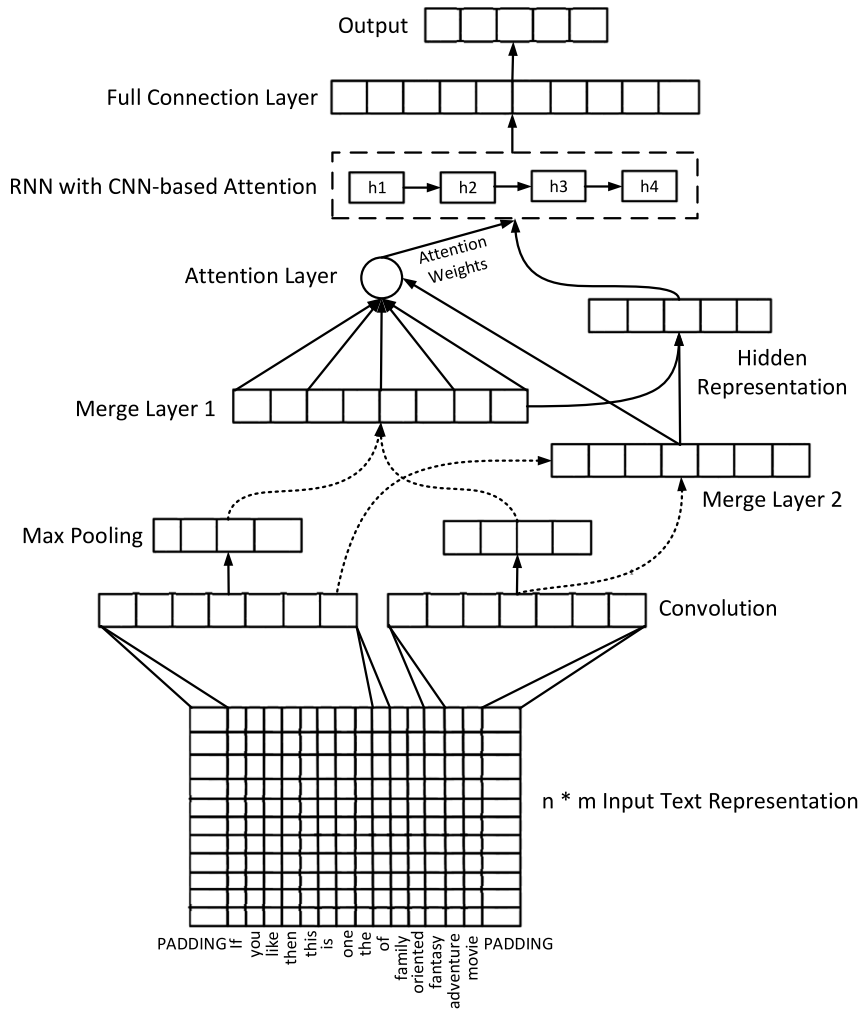 Output
Full Connection Layer
RNN with CNN-based Attention
h1 h2 h3 h4
Attention Layer
Attention
Weights
Hidden
Representation
Merge Layer 1
Merge Layer 2
Max Pooling
Convolution
n * m Input Text Representation
PADDING If you like then this is one the of family oriented fantasy adventure movie PADDING